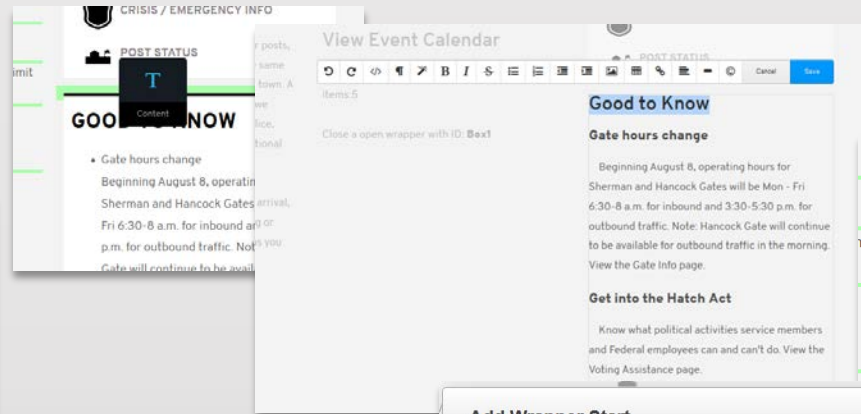 CRISIS / EMERGENCY INFO
POST STATUS
imit
T
Content
GOOD TO KNOW
• Gate hours change
Beginning August 8, operatin
Sherman and Hancock Gates
Fri 6:30-8 a.m. for inbound a
p.m. for outbound traffic. Not
Gate will continue to be avail
r posts,
same
town. A
we
lice,
tional
arrival,
g or
s you
View Event Calendar
POST STATUS
B I S
Cancel
Save
Items:5
Close a open wrapper with ID: Box1
Good to Know
Gate hours change
Beginning August 8, operating hours for
Sherman and Hancock Gates will be Mon - Fri
6:30-8 a.m. for inbound and 3:30-5:30 p.m. for
outbound traffic. Note: Hancock Gate will continue
to be available for outbound traffic in the morning.
View the Gate Info page.
Get into the Hatch Act
Know what political activities service members
and Federal employees can and can't do. View the
Voting Assistance page.
Add Wrapper Start